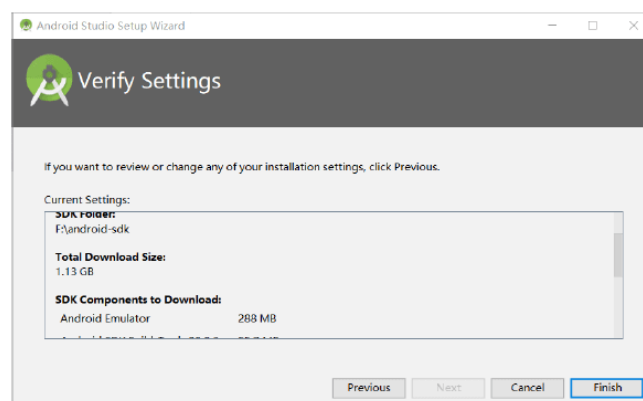 Android Studio Setup Wizard
Verify Settings
If you want to review or change any of your installation settings, click Previous.
Current Settings:
SDK Folder:
F:\android-sdk
Total Download Size:
1.13 GB
SDK Components to Download:
Android Emulator 288 MB
Previous Next Cancel Finish